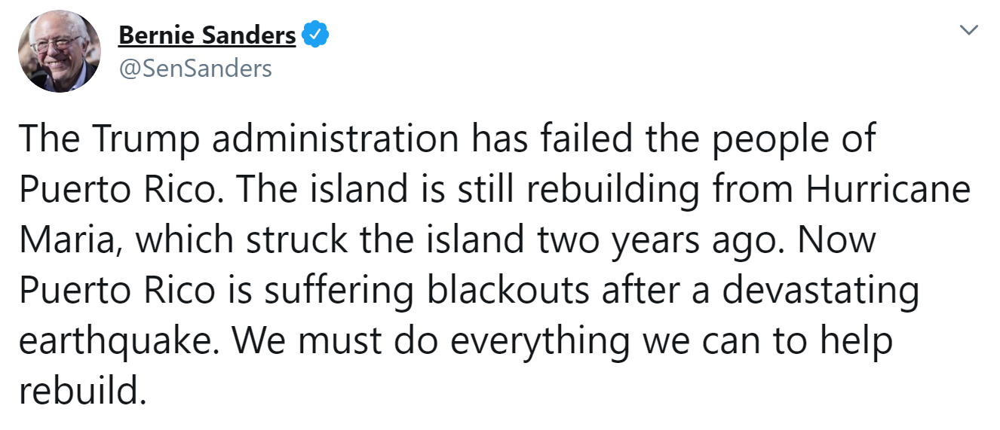 Bernie Sanders
@SenSanders
The Trump administration has failed the people of
Puerto Rico. The island is still rebuilding from Hurricane
Maria, which struck the island two years ago. Now
Puerto Rico is suffering blackouts after a devastating
earthquake. We must do everything we can to help
rebuild.